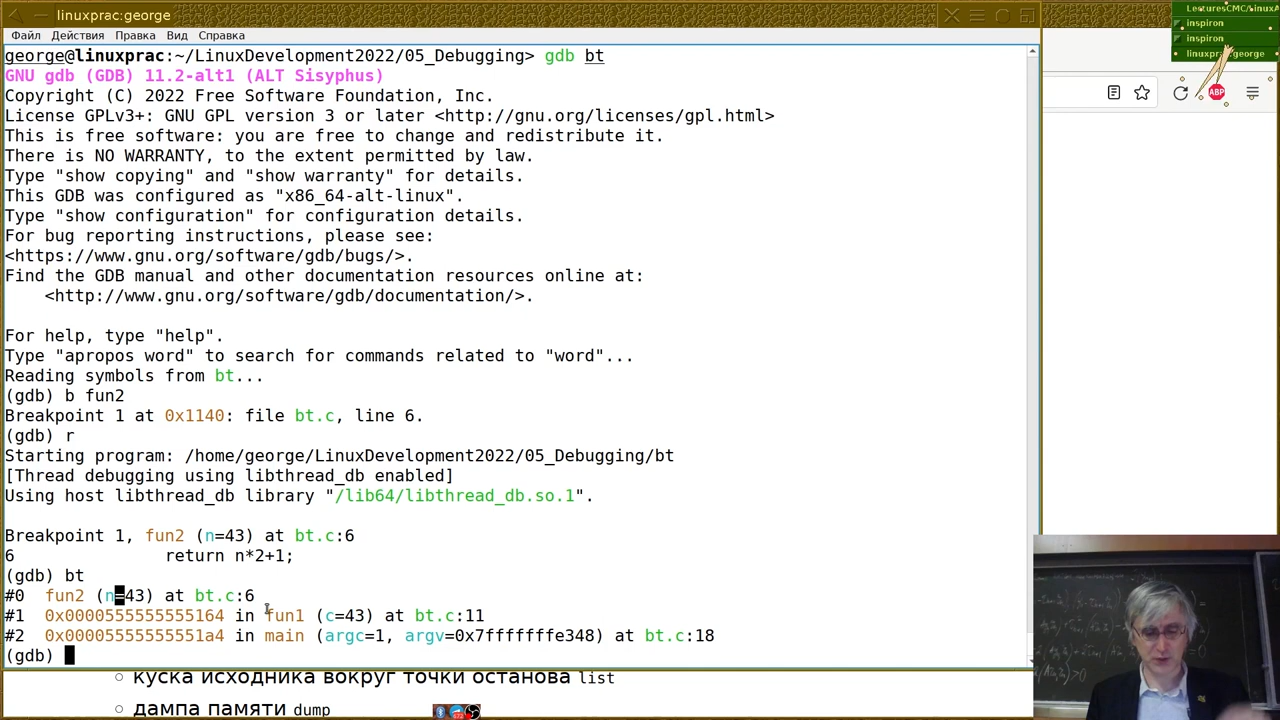 linuxprac:george
Файл Действия Правка Вид Справка
george@linuxprac:~/LinuxDevelopment2022/05_Debugging> gdb bt
GNU gdb (GDB) 11.2-alt1 (ALT Sisyphus)
Copyright (C) 2022 Free Software Foundation, Inc.
License GPLv3+: GNU GPL version 3 or later <http://gnu.org/licenses/gpl.html>
This is free software: you are free to change and redistribute it.
There is NO WARRANTY, to the extent permitted by law.
Type "show copying" and "show warranty" for details.
This GDB was configured as "x86_64-alt-linux".
Type "show configuration" for configuration details.
For bug reporting instructions, please see:
<https://www.gnu.org/software/gdb/bugs/>.
Find the GDB manual and other documentation resources online at:
    <http://www.gnu.org/software/gdb/documentation/>.
For help, type "help".
Type "apropos word" to search for commands related to "word"...
Reading symbols from bt...
(gdb) b fun2
Breakpoint 1 at 0x1140: file bt.c, line 6.
(gdb) r
Starting program: /home/george/LinuxDevelopment2022/05_Debugging/bt
[Thread debugging using libthread_db enabled]
Using host libthread_db library "/lib64/libthread_db.so.1".
Breakpoint 1, fun2 (n=43) at bt.c:6
6               return n*2+1;
(gdb) bt
#0  fun2 (n=43) at bt.c:6
#1  0x0000555555555164 in fun1 (c=43) at bt.c:11
#2  0x00005555555551a4 in main (argc=1, argv=0x7fffffffe348) at bt.c:18
(gdb)
куска исходника вокруг точки останова list
дампа памяти dump
LecturesCMC/LinuxA
inspiron
inspiron
linuxprac:george
ABP